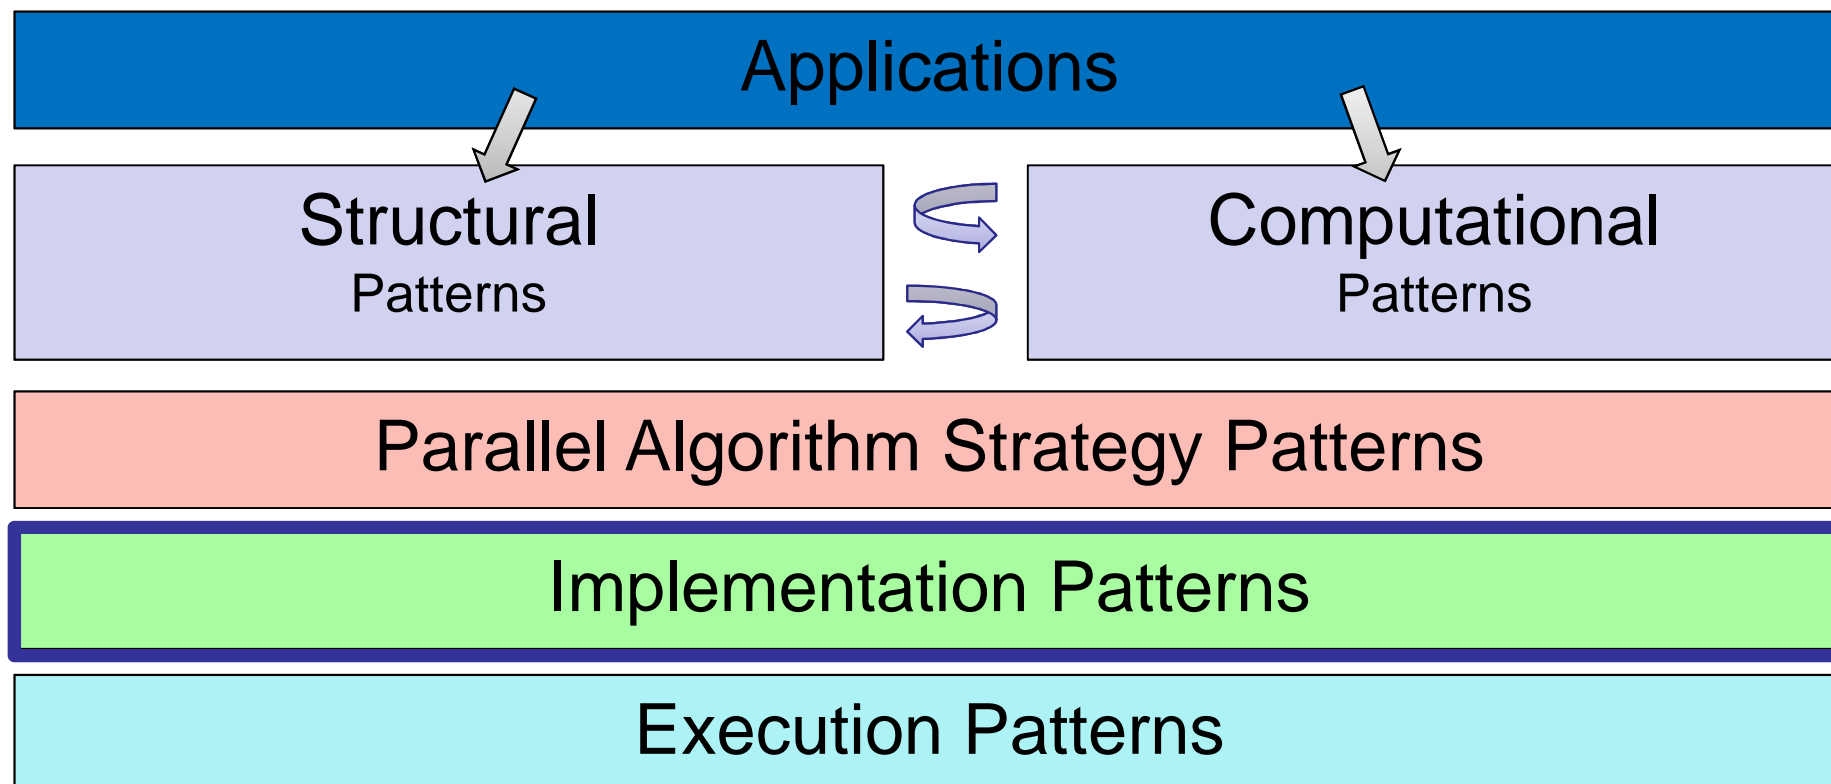 Applications
Structural
Patterns
Computational
Patterns
Parallel Algorithm Strategy Patterns
Implementation Patterns
Execution Patterns